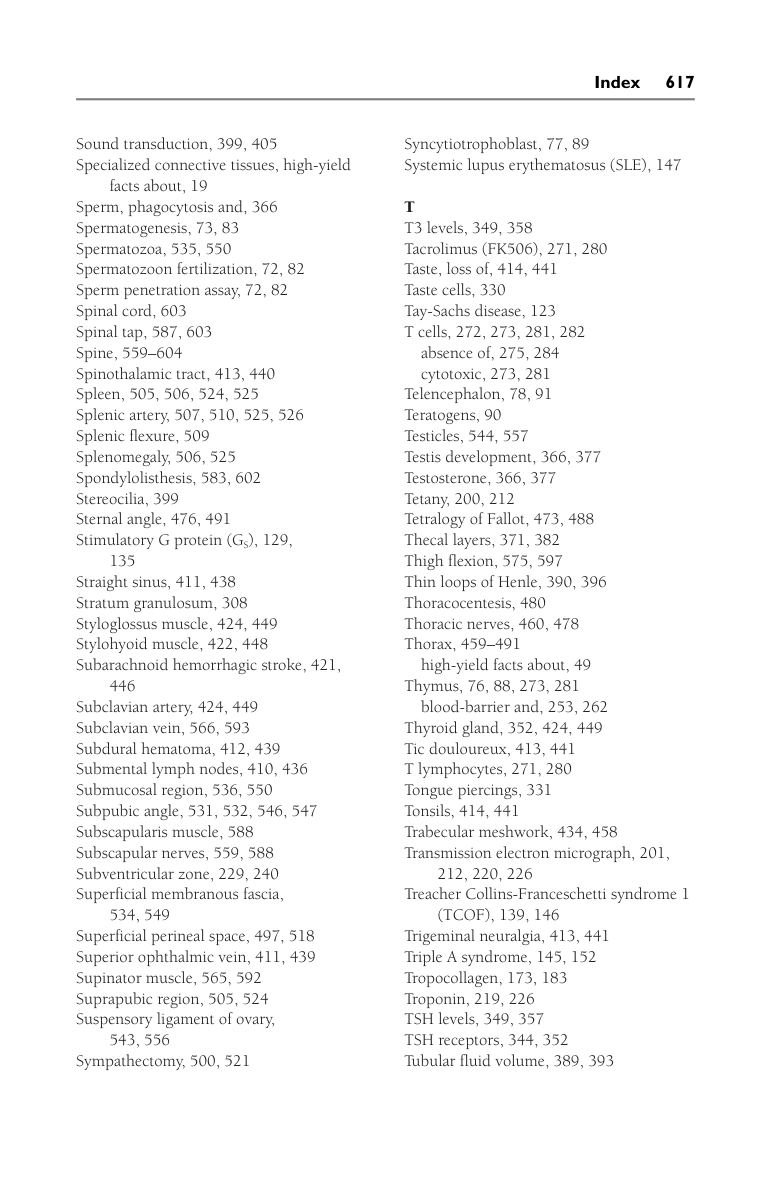 Index 617
Sound transduction, 399, 405
Specialized connective tissues, high-yield
facts about, 19
Sperm, phagocytosis and, 366
Spermatogenesis, 73, 83
Spermatozoa, 535, 550
Spermatozoon fertilization, 72, 82
Sperm penetration assay, 72, 82
Spinal cord, 603
Spinal tap, 587, 603
Spine, 559–604
Spinothalamic tract, 413, 440
Spleen, 505, 506, 524, 525
Splenic artery, 507, 510, 525, 526
Splenic flexure, 509
Splenomegaly, 506, 525
Spondylolisthesis, 583, 602
Stereocilia, 399
Sternal angle, 476, 491
Stimulatory G protein (GS), 129,
135
Straight sinus, 411, 438
Stratum granulosum, 308
Styloglossus muscle, 424, 449
Stylohyoid muscle, 422, 448
Subarachnoid hemorrhagic stroke, 421,
446
Subclavian artery, 424, 449
Subclavian vein, 566, 593
Subdural hematoma, 412, 439
Submental lymph nodes, 410, 436
Submucosal region, 536, 550
Subpubic angle, 531, 532, 546, 547
Subscapularis muscle, 588
Subscapular nerves, 559, 588
Subventricular zone, 229, 240
Superficial membranous fascia,
534, 549
Superficial perineal space, 497, 518
Superior ophthalmic vein, 411, 439
Supinator muscle, 565, 592
Suprapubic region, 505, 524
Suspensory ligament of ovary,
543, 556
Sympathectomy, 500, 521
Syncytiotrophoblast, 77, 89
Systemic lupus erythematosus (SLE), 147
T
T3 levels, 349, 358
Tacrolimus (FK506), 271, 280
Taste, loss of, 414, 441
Taste cells, 330
Tay-Sachs disease, 123
T cells, 272, 273, 281, 282
absence of, 275, 284
cytotoxic, 273, 281
Telencephalon, 78, 91
Teratogens, 90
Testicles, 544, 557
Testis development, 366, 377
Testosterone, 366, 377
Tetany, 200, 212
Tetralogy of Fallot, 473, 488
Thecal layers, 371, 382
Thigh flexion, 575, 597
Thin loops of Henle, 390, 396
Thoracocentesis, 480
Thoracic nerves, 460, 478
Thorax, 459–491
high-yield facts about, 49
Thymus, 76, 88, 273, 281
blood-barrier and, 253, 262
Thyroid gland, 352, 424, 449
Tic douloureux, 413, 441
T lymphocytes, 271, 280
Tongue piercings, 331
Tonsils, 414, 441
Trabecular meshwork, 434, 458
Transmission electron micrograph, 201,
212, 220, 226
Treacher Collins-Franceschetti syndrome 1
(TCOF), 139, 146
Trigeminal neuralgia, 413, 441
Triple A syndrome, 145, 152
Tropocollagen, 173, 183
Troponin, 219, 226
TSH levels, 349, 357
TSH receptors, 344, 352
Tubular fluid volume, 389, 393